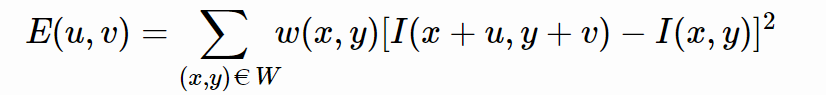 E(u, v) = ∑ w(x, y)[I(x + u, y + v) − I(x, y)]²
(x,y)∈W